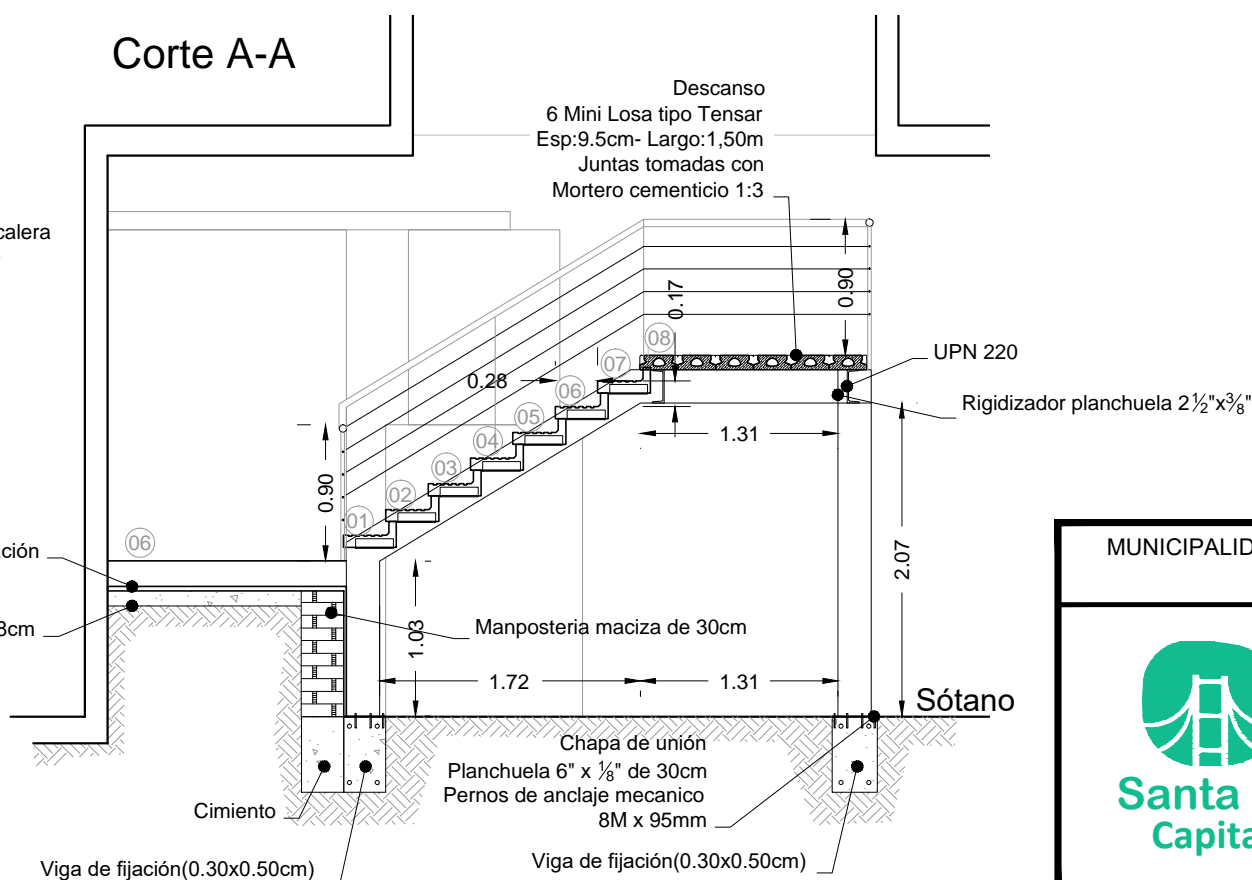 Corte A-A
Descanso
6 Mini Losa tipo Tensar
Esp:9.5cm- Largo:1,50m
Juntas tomadas con
Mortero cementicio 1:3
calera
0.90
0.17
08
07
UPN 220
0.28
06
Rigidizador planchuela 2½"x⅜"
05
1.31
04
03
0.90
02
01
06
ción
2.07
MUNICIPALID
8cm
1.03
Manposteria maciza de 30cm
1.72
1.31
Sótano
Chapa de unión
Planchuela 6" x ⅛" de 30cm
Pernos de anclaje mecanico
8M x 95mm
Cimiento
Santa
Capita
Viga de fijación(0.30x0.50cm)
Viga de fijación(0.30x0.50cm)